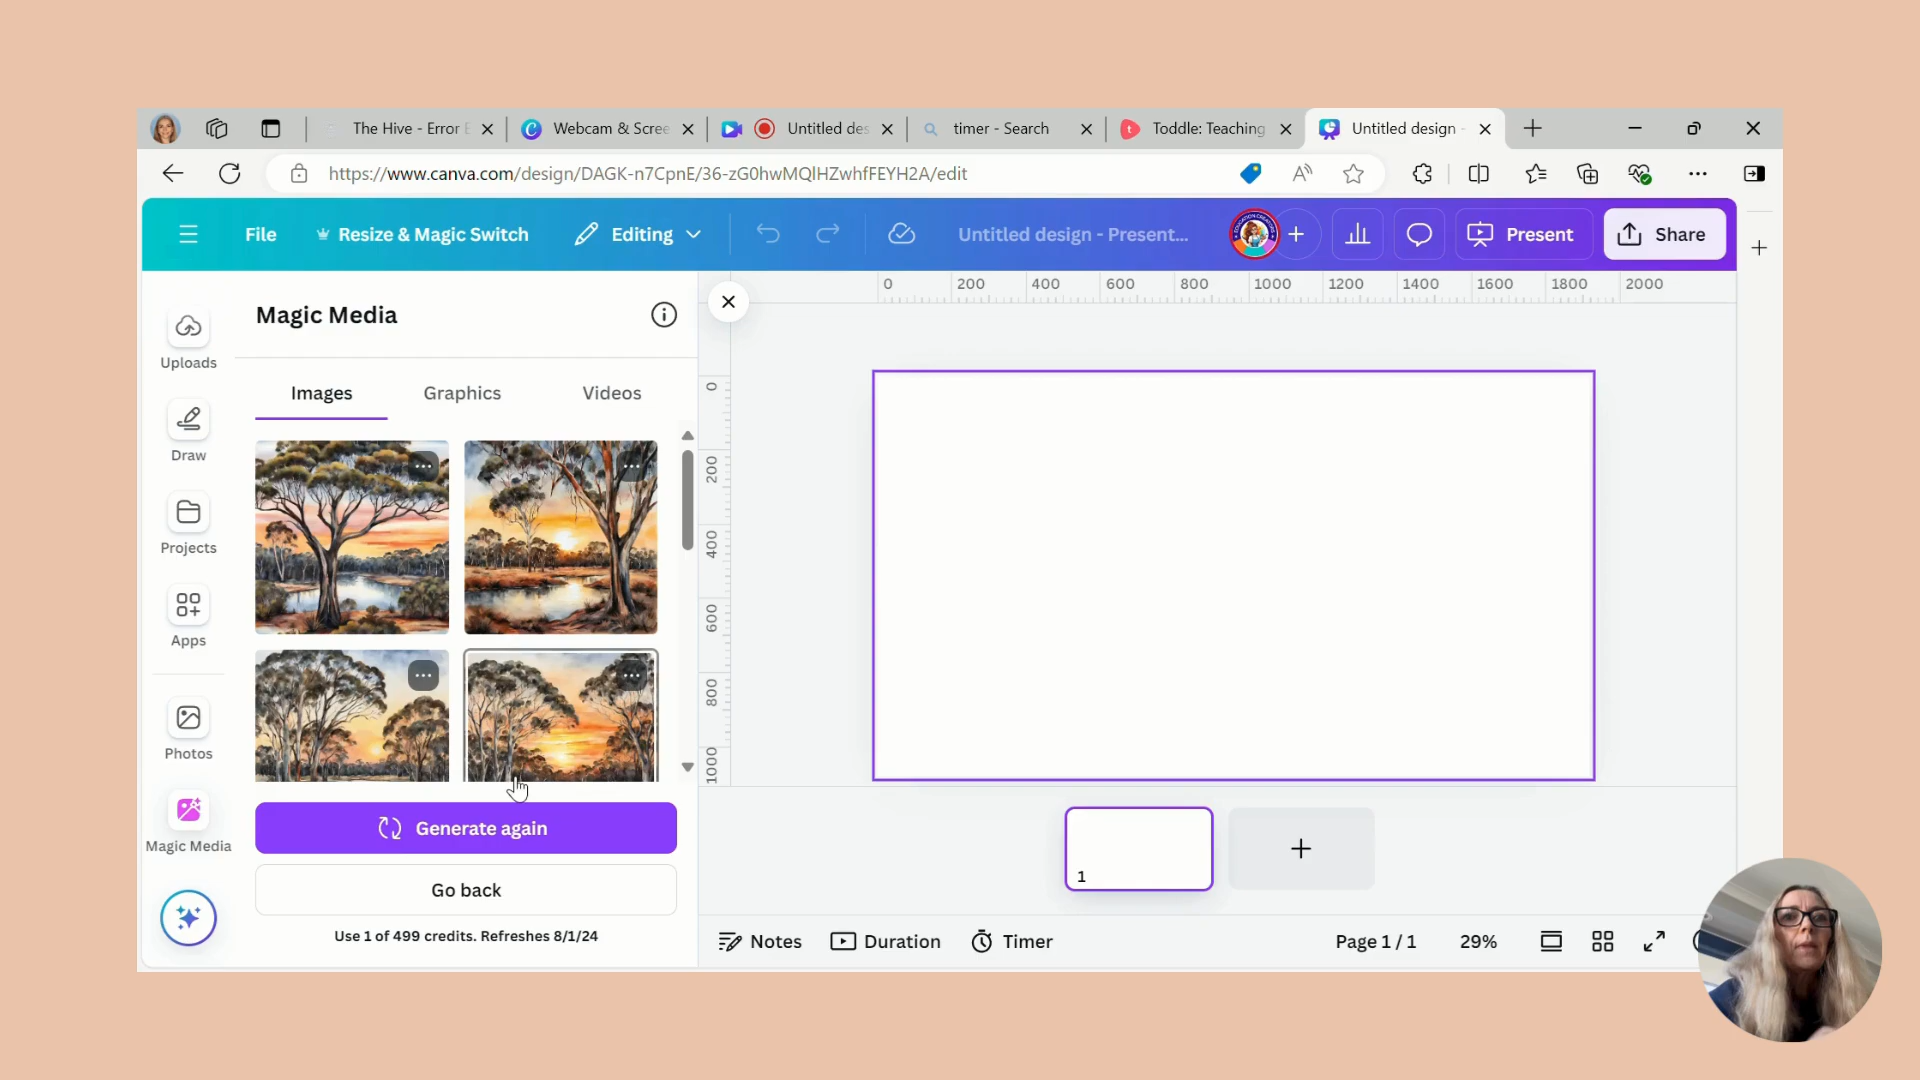 The Hive - Error
Webcam & Scree
Untitled des
timer - Search
Toddle: Teaching
Untitled design -
https://www.canva.com/design/DAGK-n7CpnE/36-zG0hwMQlHZwhfFEYH2A/edit
File
Resize & Magic Switch
Editing
Untitled design - Present...
Present
Share
Magic Media
Images
Graphics
Videos
Uploads
Draw
Projects
Apps
Photos
Magic Media
Generate again
Go back
Use 1 of 499 credits. Refreshes 8/1/24
0 200 400 600 800 1000 1200 1400 1600 1800 2000
0
200
400
600
800
1000
1
Notes
Duration
Timer
Page 1 / 1
29%